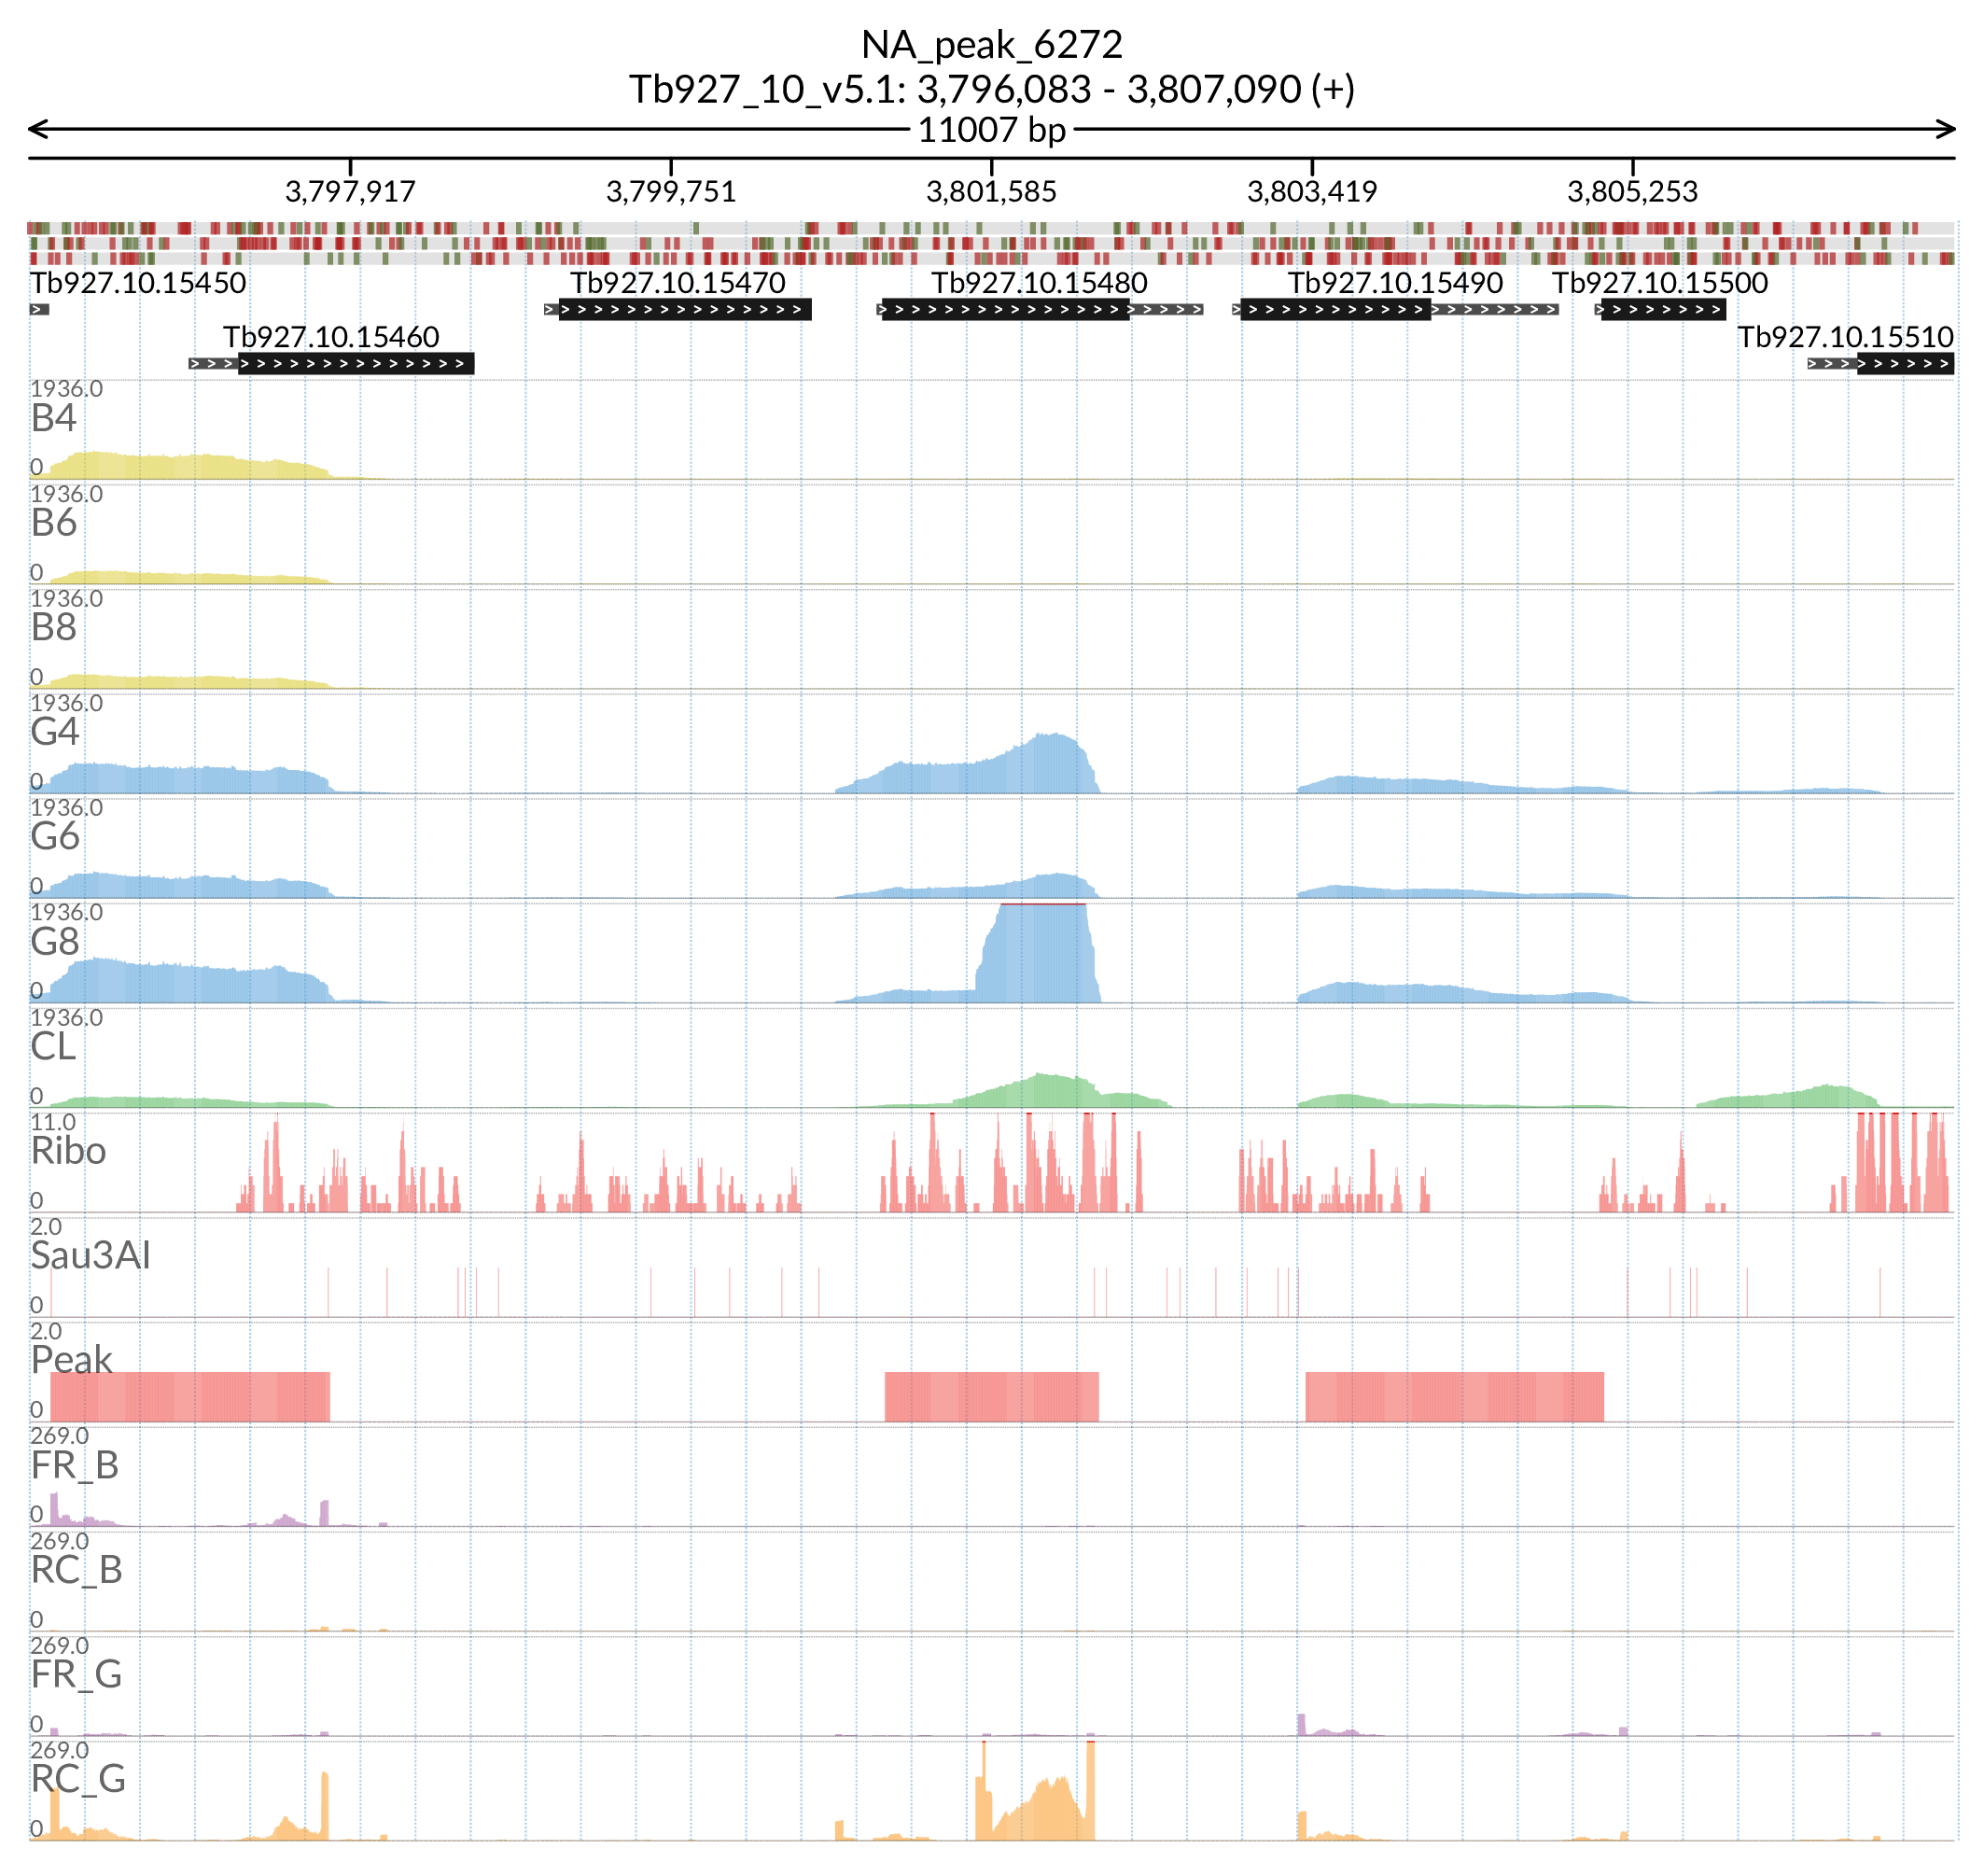 NA_peak_6272
Tb927_10_v5.1: 3,796,083 - 3,807,090 (+)
11007 bp
3,797,917 3,799,751 3,801,585 3,803,419 3,805,253
Tb927.10.15450 Tb927.10.15470 Tb927.10.15480 Tb927.10.15490 Tb927.10.15500
Tb927.10.15460 Tb927.10.15510
1936.0
B4
0
1936.0
B6
0
1936.0
B8
0
1936.0
G4
0
1936.0
G6
0
1936.0
G8
0
1936.0
CL
0
11.0
Ribo
0
2.0
Sau3AI
0
2.0
Peak
0
269.0
FR_B
0
269.0
RC_B
0
269.0
FR_G
0
269.0
RC_G
0